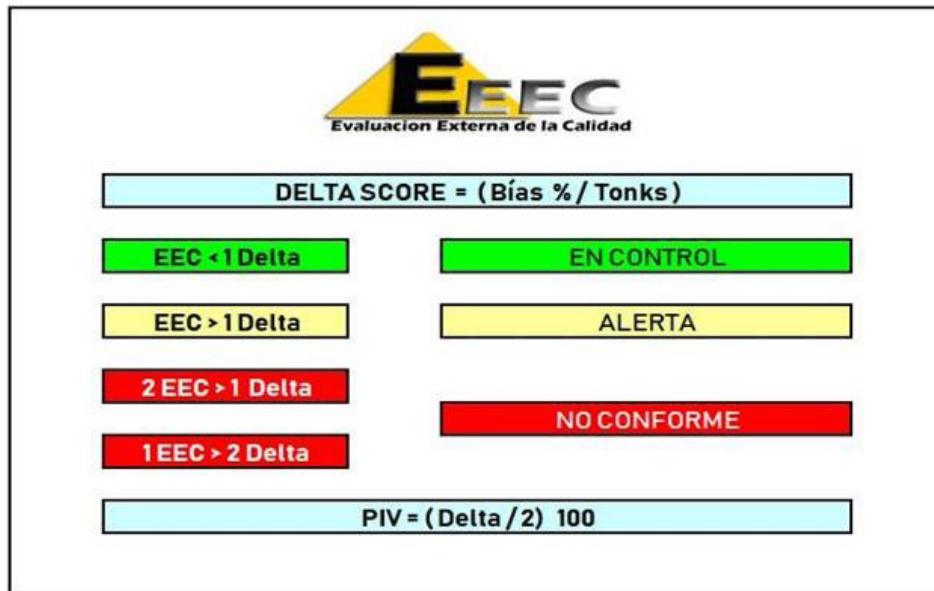 EEEC
Evaluacion Externa de la Calidad
DELTA SCORE = (Bías % / Tonks)
EEC < 1 Delta
EN CONTROL
EEC > 1 Delta
ALERTA
2 EEC > 1 Delta
NO CONFORME
1 EEC > 2 Delta
PIV = (Delta / 2) 100